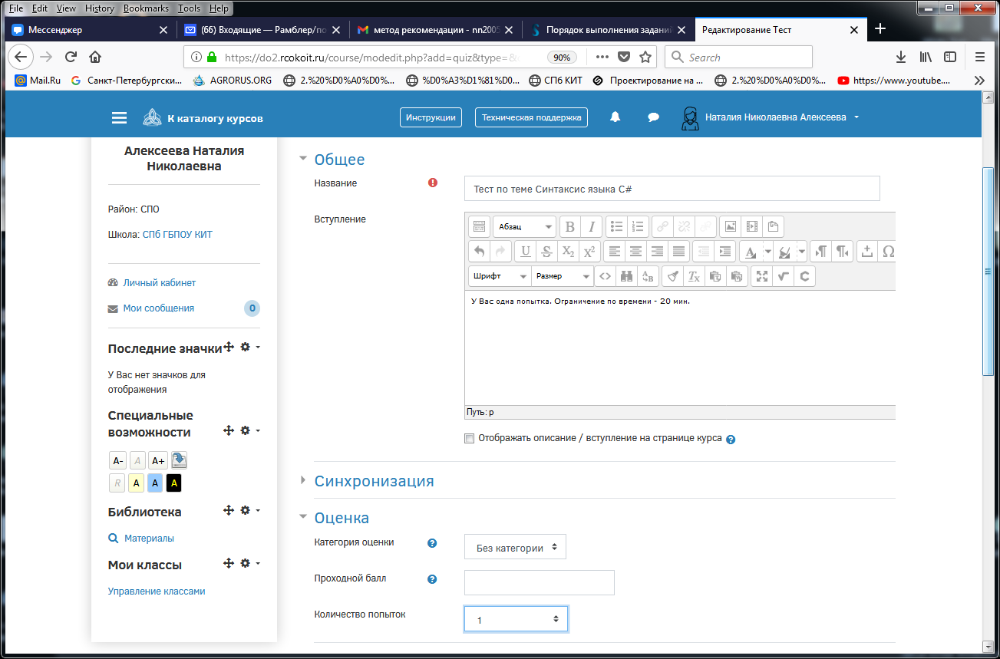 File Edit View History Bookmarks Tools Help
Мессенджер
(66) Входящие — Рамблер/по
метод рекомендации - nn2005
Порядок выполнения заданий
Редактирование Тест
https://do2.rcokoit.ru/course/modedit.php?add=quiz&type=&
90%
Search
Mail.Ru
Санкт-Петербургски...
AGRORUS.ORG
2.%20%D0%A0%D0%...
%D0%A3%D1%81%D0...
СПб КИТ
Проектирование на ...
2.%20%D0%A0%D0%...
https://www.youtube....
К каталогу курсов
Инструкции
Техническая поддержка
Наталия Николаевна Алексеева
Алексеева Наталия
Николаевна
Район: СПО
Школа: СПб ГБПОУ КИТ
Личный кабинет
Мои сообщения 0
Последние значки
У Вас нет значков для
отображения
Специальные
возможности
A- A A+
R A A A
Библиотека
Материалы
Мои классы
Управление классами
Общее
Название
Тест по теме Синтаксис языка C#
Вступление
Абзац
B I
U S X2 X2
A Ω
Шрифт Размер
У Вас одна попытка. Ограничение по времени - 20 мин.
Путь: p
Отображать описание / вступление на странице курса
Синхронизация
Оценка
Категория оценки
Без категории
Проходной балл
Количество попыток
1